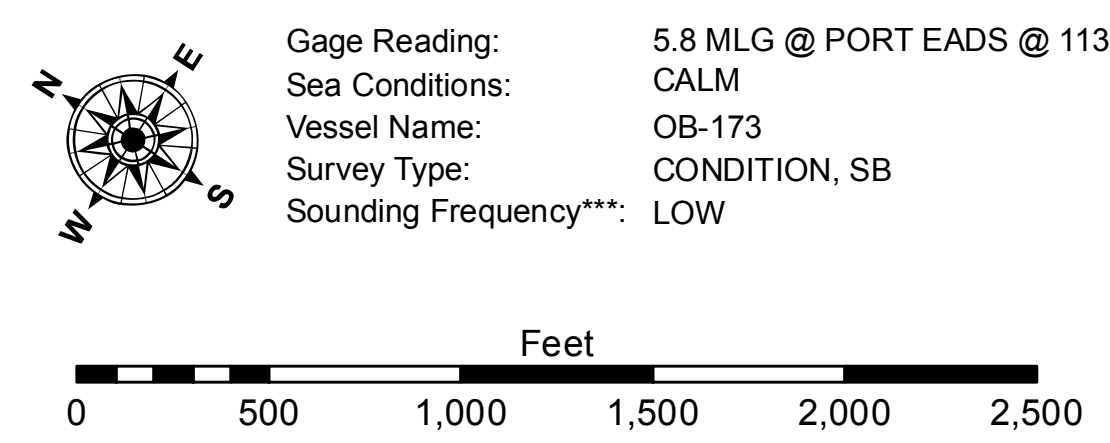 N
E
W
S
Gage Reading: 5.8 MLG @ PORT EADS @ 113
Sea Conditions: CALM
Vessel Name: OB-173
Survey Type: CONDITION, SB
Sounding Frequency***: LOW
Feet
0 500 1,000 1,500 2,000 2,500